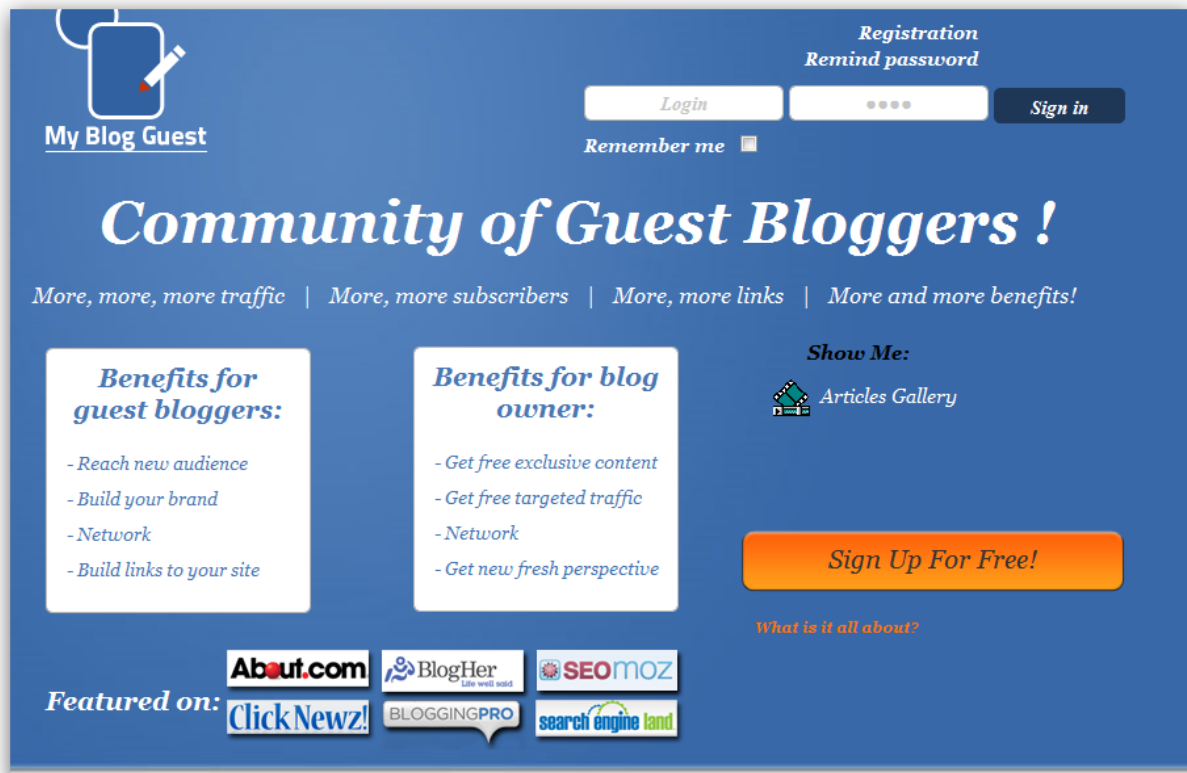 Registration
Remind password
Login
●●●●
Sign in
My Blog Guest
Remember me
Community of Guest Bloggers !
More, more, more traffic | More, more subscribers | More, more links | More and more benefits!
Benefits for
guest bloggers:
- Reach new audience
- Build your brand
- Network
- Build links to your site
Benefits for blog
owner:
- Get free exclusive content
- Get free targeted traffic
- Network
- Get new fresh perspective
Show Me:
Articles Gallery
Sign Up For Free!
What is it all about?
Featured on:
About.com
BlogHer
Life well said
SEOmoz
ClickNewz!
BLOGGINGPRO
search engine land